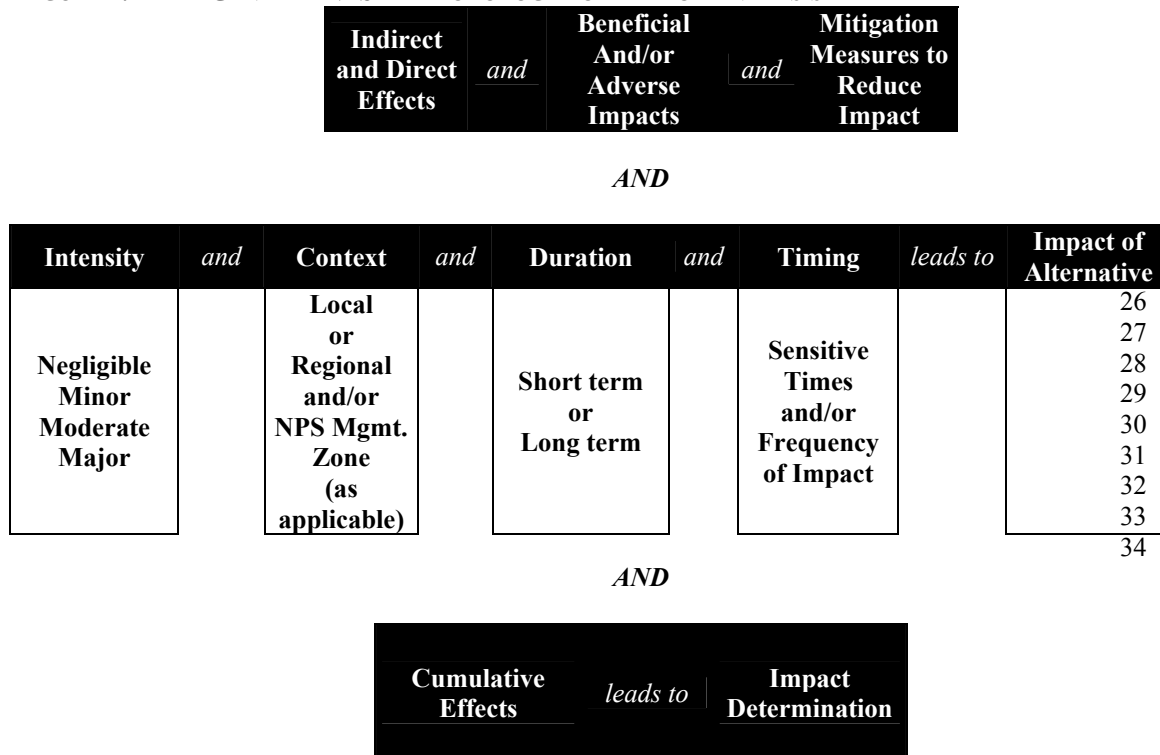 Indirect and Direct Effects and Beneficial And/or Adverse Impacts and Mitigation Measures to Reduce Impact
AND
Intensity and Context and Duration and Timing leads to Impact of Alternative
Negligible
Minor
Moderate
Major
Local
or
Regional
and/or
NPS Mgmt.
Zone
(as
applicable)
Short term
or
Long term
Sensitive
Times
and/or
Frequency
of Impact
26
27
28
29
30
31
32
33
34
AND
Cumulative Effects leads to Impact Determination